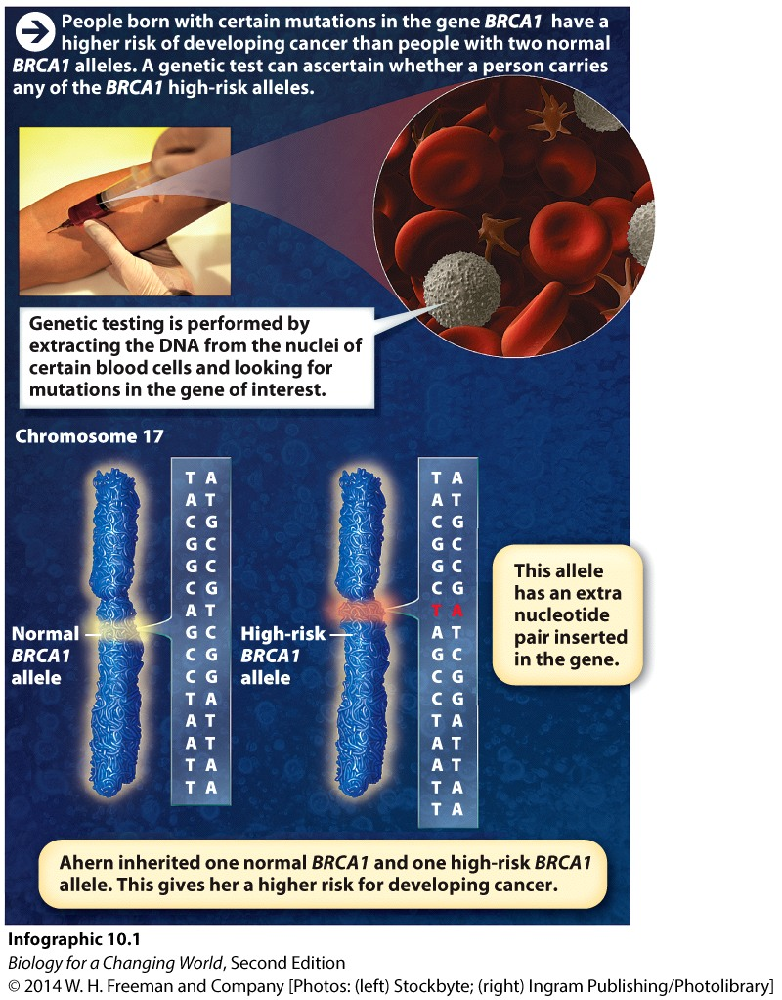 People born with certain mutations in the gene BRCA1 have a
higher risk of developing cancer than people with two normal
BRCA1 alleles. A genetic test can ascertain whether a person carries
any of the BRCA1 high-risk alleles.
Genetic testing is performed by
extracting the DNA from the nuclei of
certain blood cells and looking for
mutations in the gene of interest.
Chromosome 17
Normal
BRCA1
allele
T A
A T
C G
G C
G C
C G
A T
G C
C G
C G
T A
A T
A T
T A
T A
High-risk
BRCA1
allele
T A
A T
C G
G C
G C
C G
T A
A T
G C
C G
C G
T A
A T
A T
T A
T A
This allele
has an extra
nucleotide
pair inserted
in the gene.
Ahern inherited one normal BRCA1 and one high-risk BRCA1
allele. This gives her a higher risk for developing cancer.
Infographic 10.1
Biology for a Changing World, Second Edition
© 2014 W. H. Freeman and Company [Photos: (left) Stockbyte; (right) Ingram Publishing/Photolibrary]